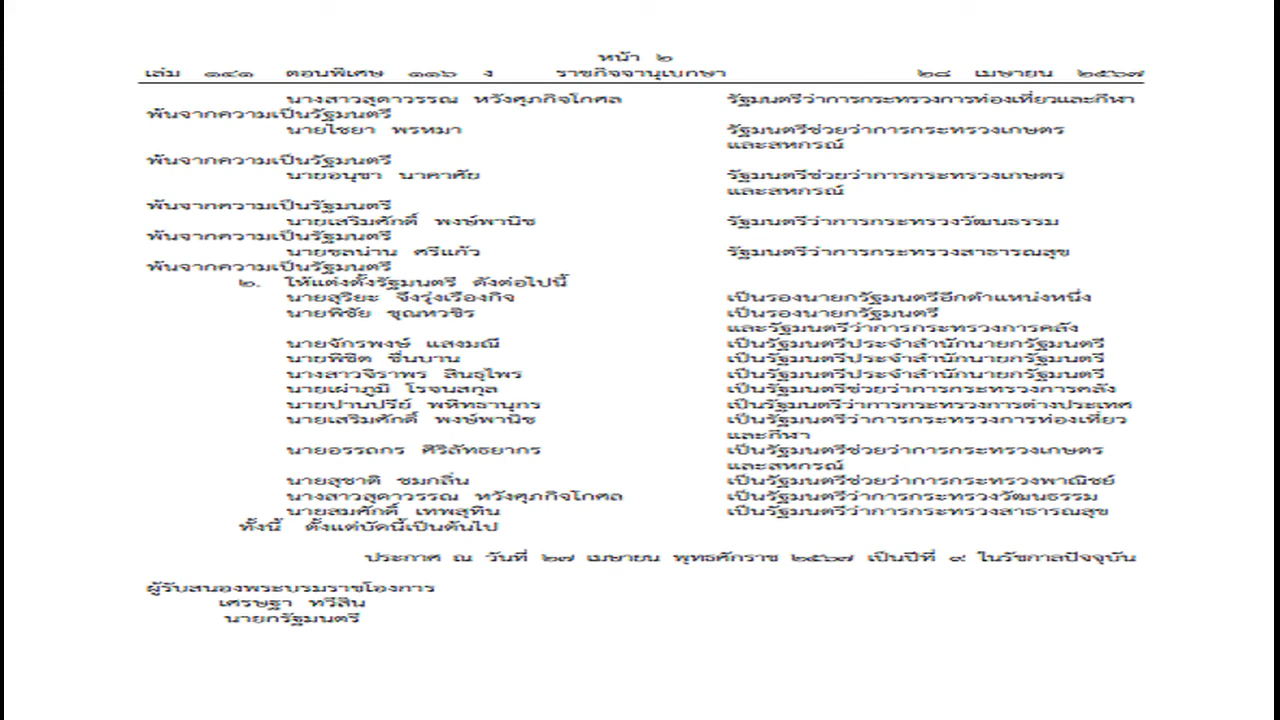 หน้า ๒
เล่ม ๑๔๑ ตอนพิเศษ ๑๑๖ ง ราชกิจจานุเบกษา ๒๘ เมษายน ๒๕๖๗
นางสาวสุดาวรรณ หวังศุภกิจโกศล รัฐมนตรีว่าการกระทรวงการท่องเที่ยวและกีฬา
พ้นจากความเป็นรัฐมนตรี
นายไชยา พรหมา รัฐมนตรีช่วยว่าการกระทรวงเกษตร
และสหกรณ์
พ้นจากความเป็นรัฐมนตรี
นายอนุชา นาคาศัย รัฐมนตรีช่วยว่าการกระทรวงเกษตร
และสหกรณ์
พ้นจากความเป็นรัฐมนตรี
นายเสริมศักดิ์ พงษ์พานิช รัฐมนตรีว่าการกระทรวงวัฒนธรรม
พ้นจากความเป็นรัฐมนตรี
นายชลน่าน ศรีแก้ว รัฐมนตรีว่าการกระทรวงสาธารณสุข
พ้นจากความเป็นรัฐมนตรี
๒. ให้แต่งตั้งรัฐมนตรี ดังต่อไปนี้
นายสุริยะ จึงรุ่งเรืองกิจ เป็นรองนายกรัฐมนตรีอีกตำแหน่งหนึ่ง
นายพิชัย ชุณหวชิร เป็นรองนายกรัฐมนตรี
และรัฐมนตรีว่าการกระทรวงการคลัง
นายจักรพงษ์ แสงมณี เป็นรัฐมนตรีประจำสำนักนายกรัฐมนตรี
นายพิชิต ชื่นบาน เป็นรัฐมนตรีประจำสำนักนายกรัฐมนตรี
นางสาวจิราพร สินธุไพร เป็นรัฐมนตรีประจำสำนักนายกรัฐมนตรี
นายเผ่าภูมิ โรจนสกุล เป็นรัฐมนตรีช่วยว่าการกระทรวงการคลัง
นายปานปรีย์ พหิทธานุกร เป็นรัฐมนตรีว่าการกระทรวงการต่างประเทศ
นายเสริมศักดิ์ พงษ์พานิช เป็นรัฐมนตรีว่าการกระทรวงการท่องเที่ยว
และกีฬา
นายอรรถกร ศิริลัทธยากร เป็นรัฐมนตรีช่วยว่าการกระทรวงเกษตร
และสหกรณ์
นายสุชาติ ชมกลิ่น เป็นรัฐมนตรีช่วยว่าการกระทรวงพาณิชย์
นางสาวสุดาวรรณ หวังศุภกิจโกศล เป็นรัฐมนตรีว่าการกระทรวงวัฒนธรรม
นายสมศักดิ์ เทพสุทิน เป็นรัฐมนตรีว่าการกระทรวงสาธารณสุข
ทั้งนี้ ตั้งแต่บัดนี้เป็นต้นไป
ประกาศ ณ วันที่ ๒๗ เมษายน พุทธศักราช ๒๕๖๗ เป็นปีที่ ๙ ในรัชกาลปัจจุบัน
ผู้รับสนองพระบรมราชโองการ
เศรษฐา ทวีสิน
นายกรัฐมนตรี